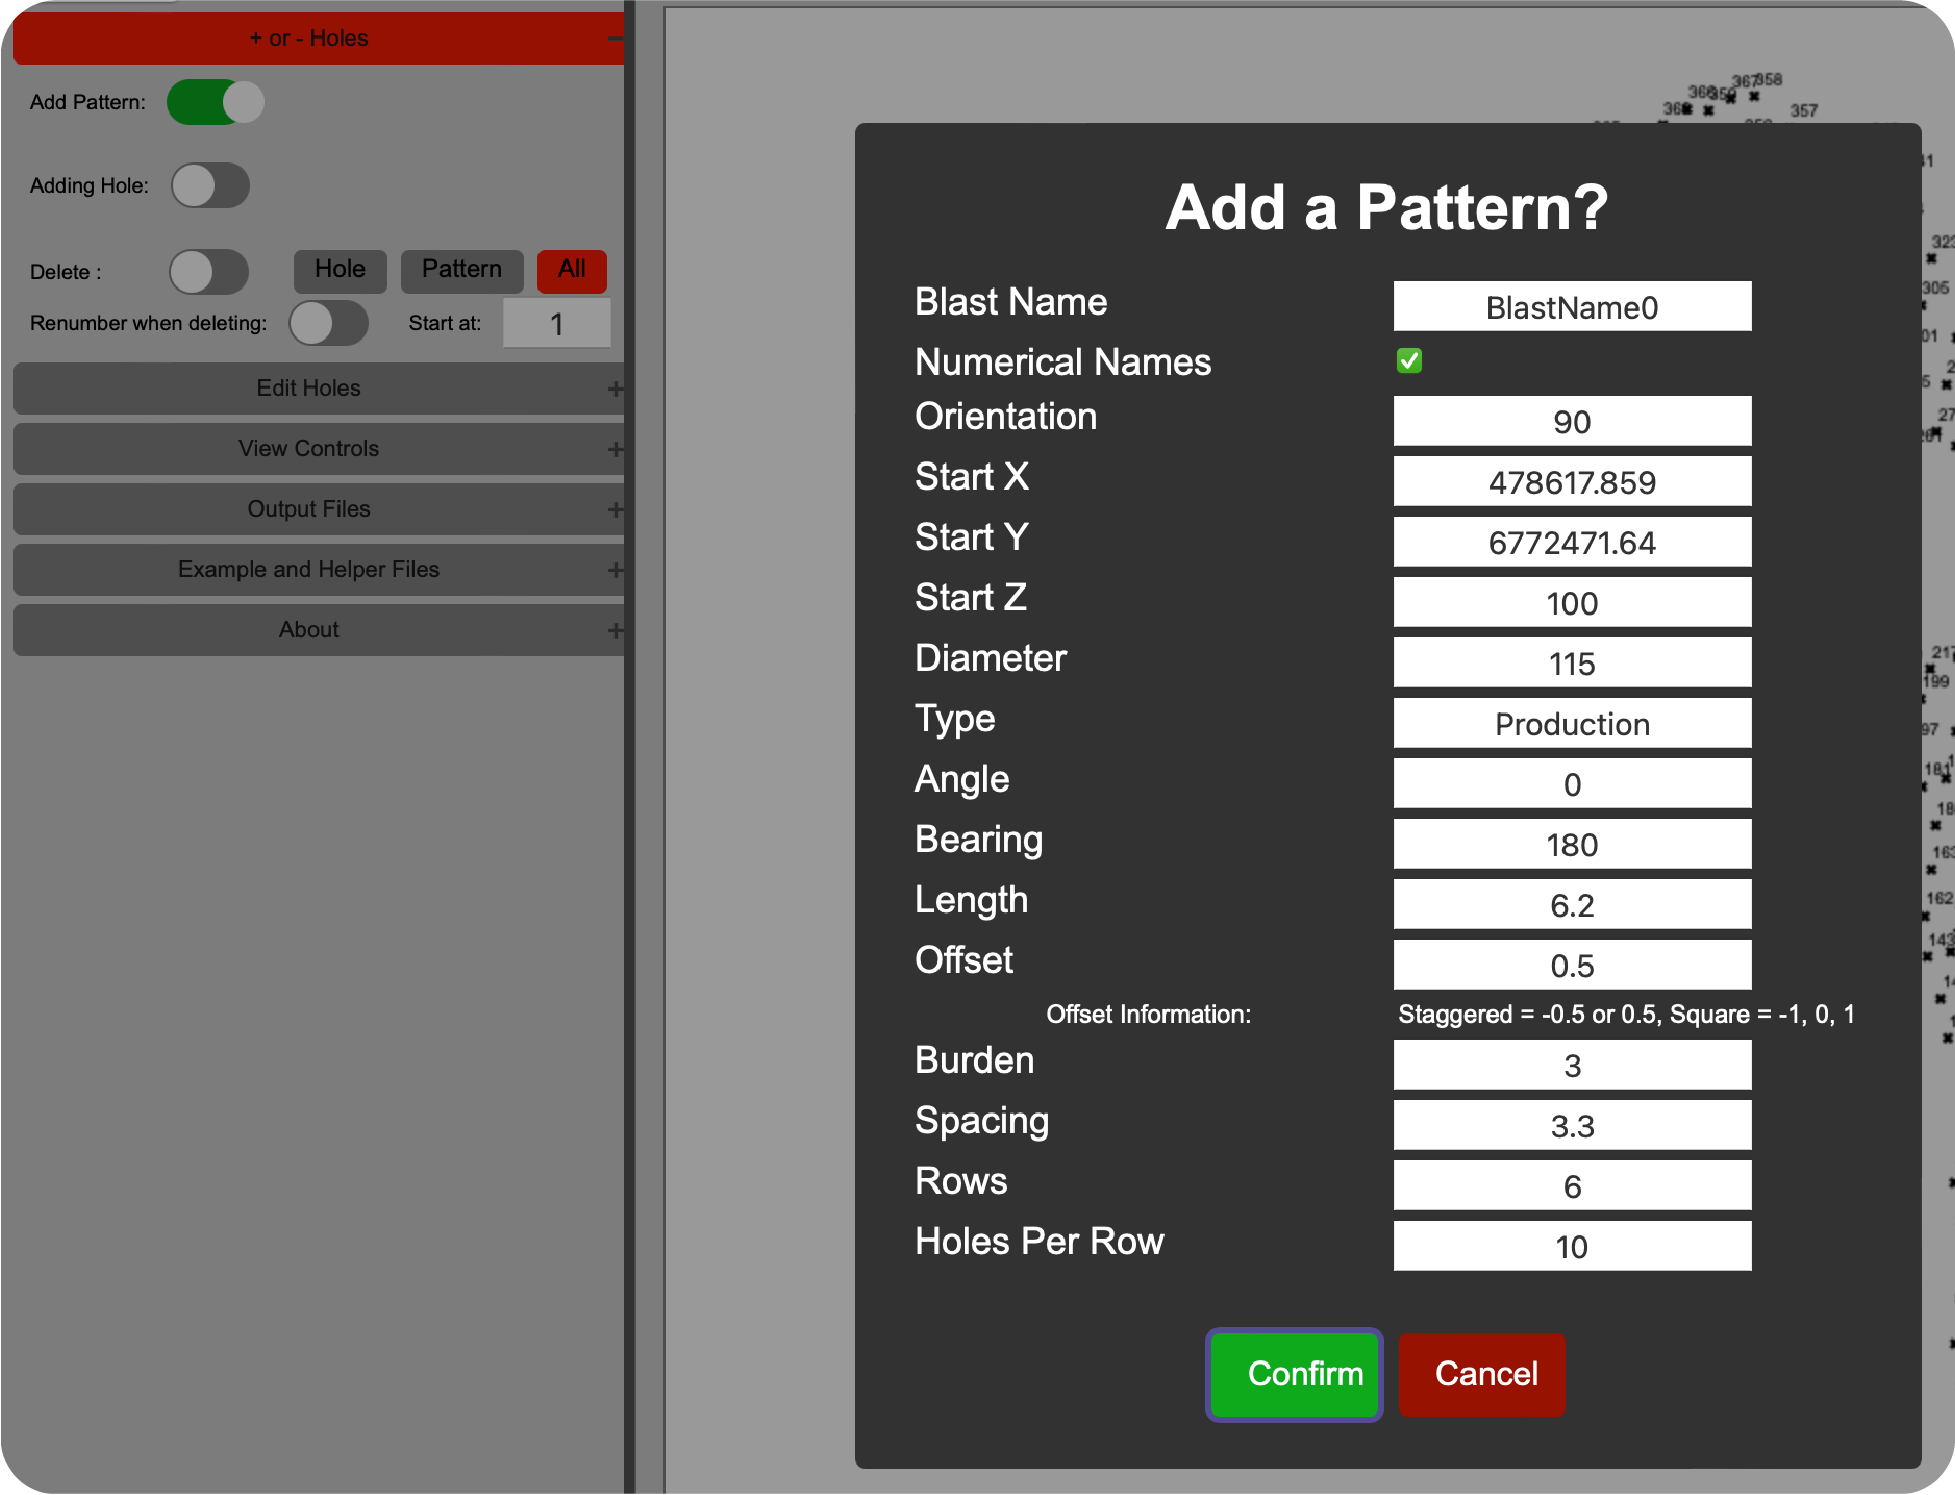 + or - Holes
Add Pattern:
Adding Hole:
Delete :
Hole
Pattern
All
Renumber when deleting:
Start at:
1
Edit Holes
View Controls
Output Files
Example and Helper Files
About
367
358
357
Add a Pattern?
Blast Name
BlastName0
Numerical Names
Orientation
90
Start X
478617.859
Start Y
6772471.64
Start Z
100
Diameter
115
Type
Production
Angle
0
Bearing
180
Length
6.2
Offset
0.5
Offset Information:
Staggered = -0.5 or 0.5, Square = -1, 0, 1
Burden
3
Spacing
3.3
Rows
6
Holes Per Row
10
Confirm
Cancel